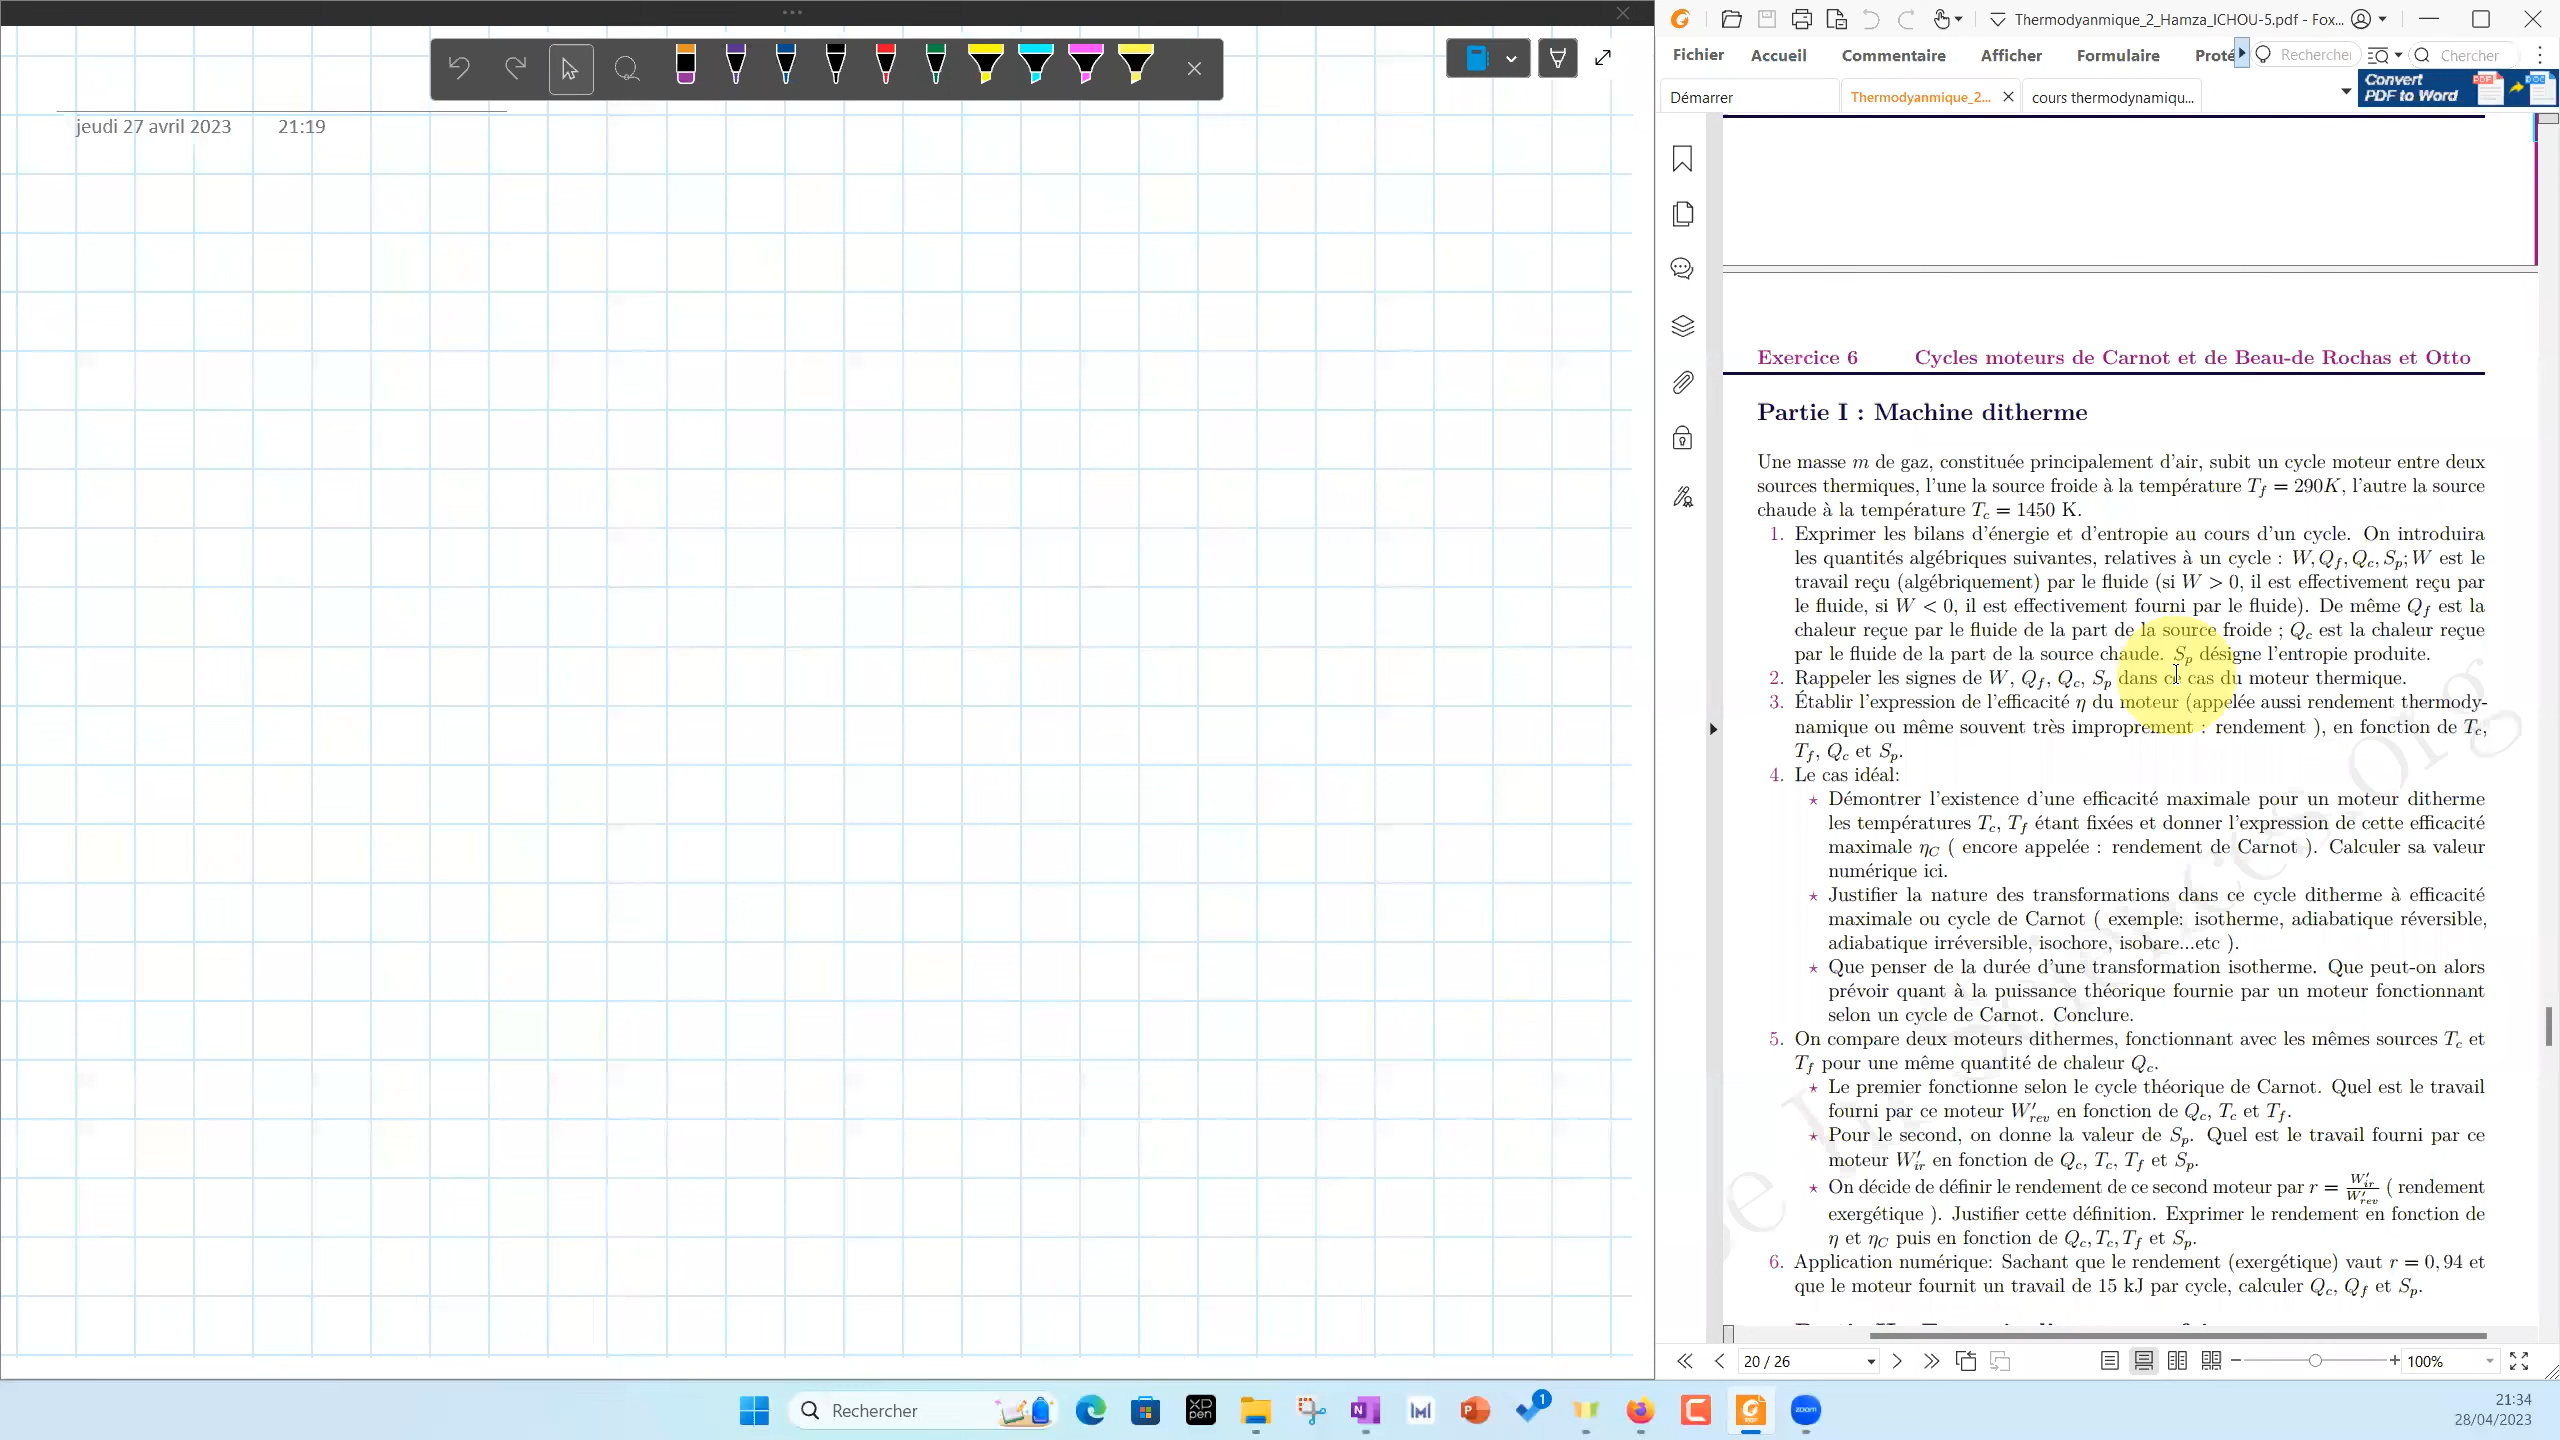 jeudi 27 avril 2023 21:19
Thermodyanmique_2_Hamza_ICHOU-5.pdf - Fox...
Fichier Accueil Commentaire Afficher Formulaire Proté Rechercher Chercher
Démarrer Thermodyanmique_2... cours thermodynamiqu...
Convert
PDF to Word
Exercice 6 Cycles moteurs de Carnot et de Beau-de Rochas et Otto
Partie I : Machine ditherme
Une masse m de gaz, constituée principalement d'air, subit un cycle moteur entre deux
sources thermiques, l'une la source froide à la température T_f = 290K, l'autre la source
chaude à la température T_c = 1450 K.
1. Exprimer les bilans d'énergie et d'entropie au cours d'un cycle. On introduira
les quantités algébriques suivantes, relatives à un cycle : W, Q_f, Q_c, S_p; W est le
travail reçu (algébriquement) par le fluide (si W > 0, il est effectivement reçu par
le fluide, si W < 0, il est effectivement fourni par le fluide). De même Q_f est la
chaleur reçue par le fluide de la part de la source froide ; Q_c est la chaleur reçue
par le fluide de la part de la source chaude. S_p désigne l'entropie produite.
2. Rappeler les signes de W, Q_f, Q_c, S_p dans ce cas du moteur thermique.
3. Établir l'expression de l'efficacité η du moteur (appelée aussi rendement thermody-
namique ou même souvent très improprement : rendement ), en fonction de T_c,
T_f, Q_c et S_p.
4. Le cas idéal:
⋆ Démontrer l'existence d'une efficacité maximale pour un moteur ditherme
les températures T_c, T_f étant fixées et donner l'expression de cette efficacité
maximale η_C ( encore appelée : rendement de Carnot ). Calculer sa valeur
numérique ici.
⋆ Justifier la nature des transformations dans ce cycle ditherme à efficacité
maximale ou cycle de Carnot ( exemple: isotherme, adiabatique réversible,
adiabatique irréversible, isochore, isobare...etc ).
⋆ Que penser de la durée d'une transformation isotherme. Que peut-on alors
prévoir quant à la puissance théorique fournie par un moteur fonctionnant
selon un cycle de Carnot. Conclure.
5. On compare deux moteurs dithermes, fonctionnant avec les mêmes sources T_c et
T_f pour une même quantité de chaleur Q_c.
⋆ Le premier fonctionne selon le cycle théorique de Carnot. Quel est le travail
fourni par ce moteur W'_rev en fonction de Q_c, T_c et T_f.
⋆ Pour le second, on donne la valeur de S_p. Quel est le travail fourni par ce
moteur W'_ir en fonction de Q_c, T_c, T_f et S_p.
⋆ On décide de définir le rendement de ce second moteur par r = W'_ir/W'_rev ( rendement
exergétique ). Justifier cette définition. Exprimer le rendement en fonction de
η et η_C puis en fonction de Q_c, T_c, T_f et S_p.
6. Application numérique: Sachant que le rendement (exergétique) vaut r = 0, 94 et
que le moteur fournit un travail de 15 kJ par cycle, calculer Q_c, Q_f et S_p.
20 / 26 100%
Rechercher XD pen N P 1 C zoom
21:34
28/04/2023